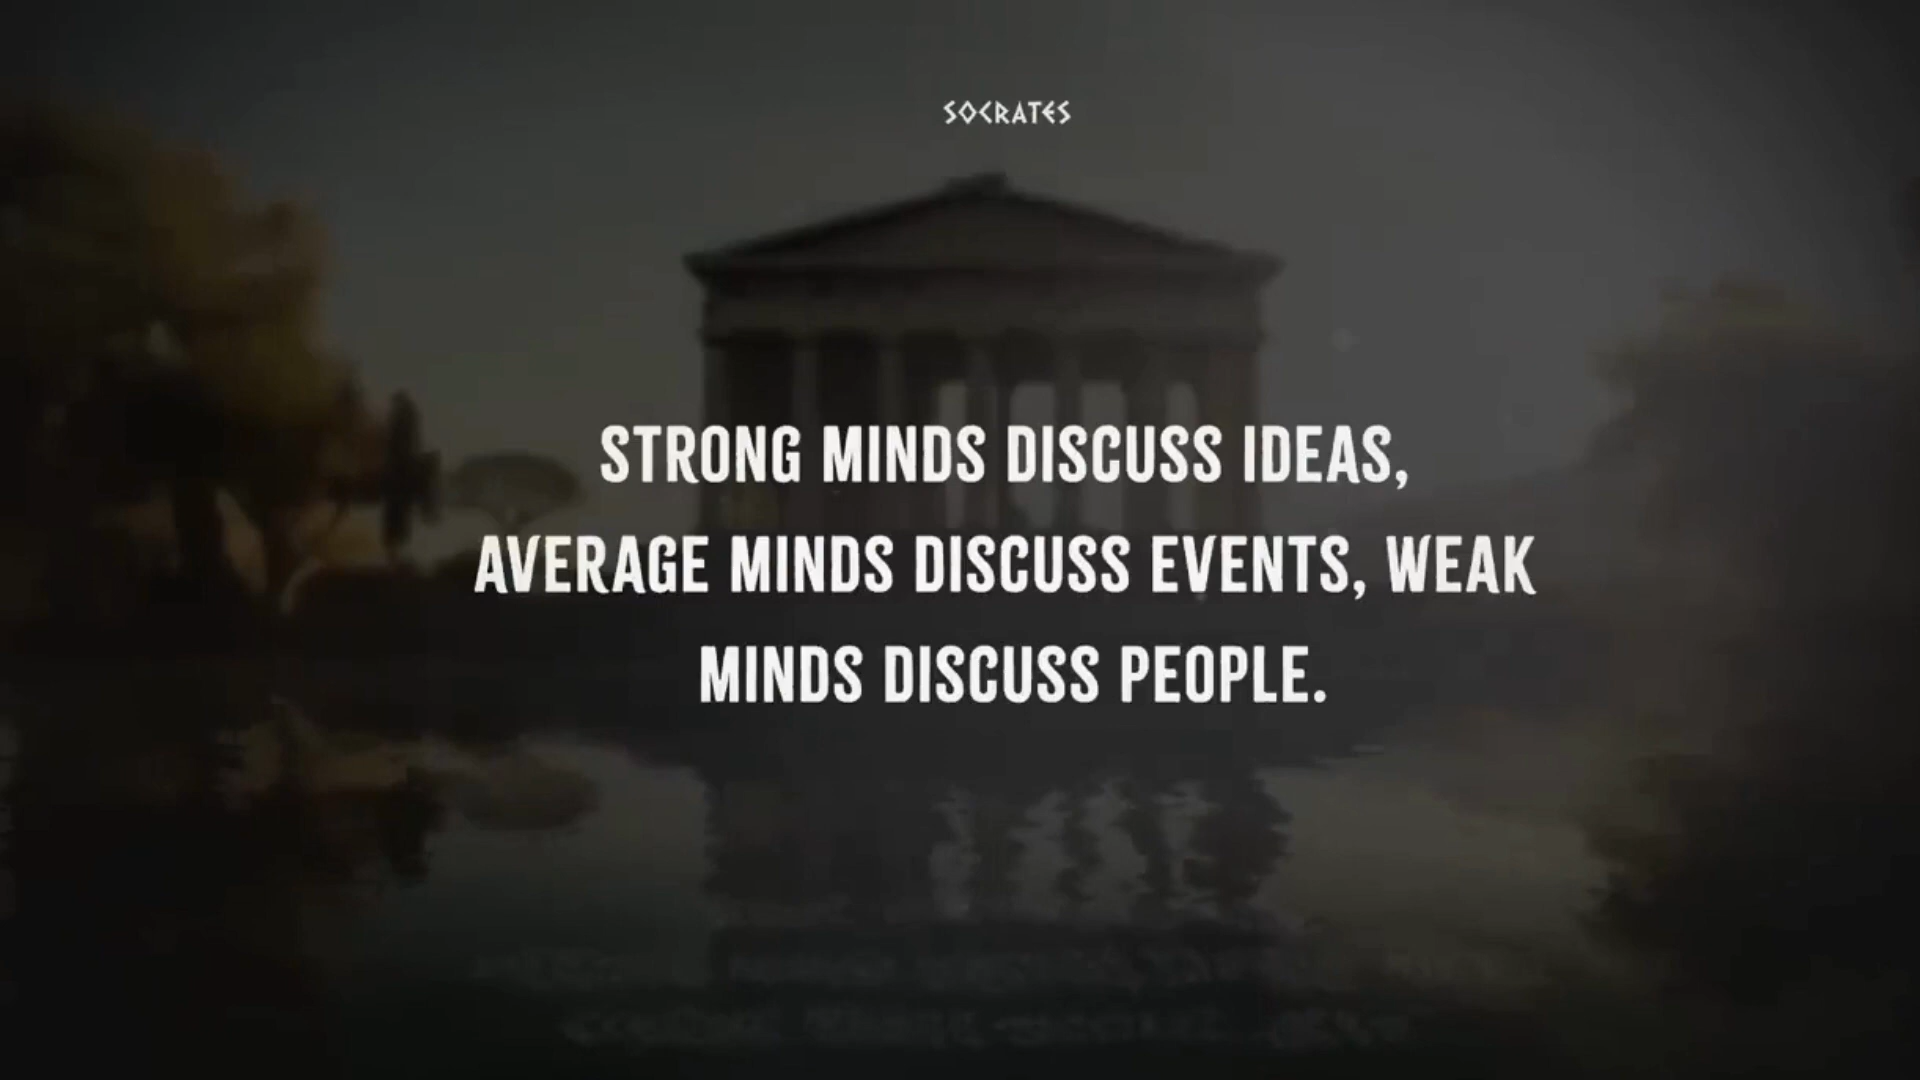 SOCRATES
STRONG MINDS DISCUSS IDEAS,
AVERAGE MINDS DISCUSS EVENTS, WEAK
MINDS DISCUSS PEOPLE.